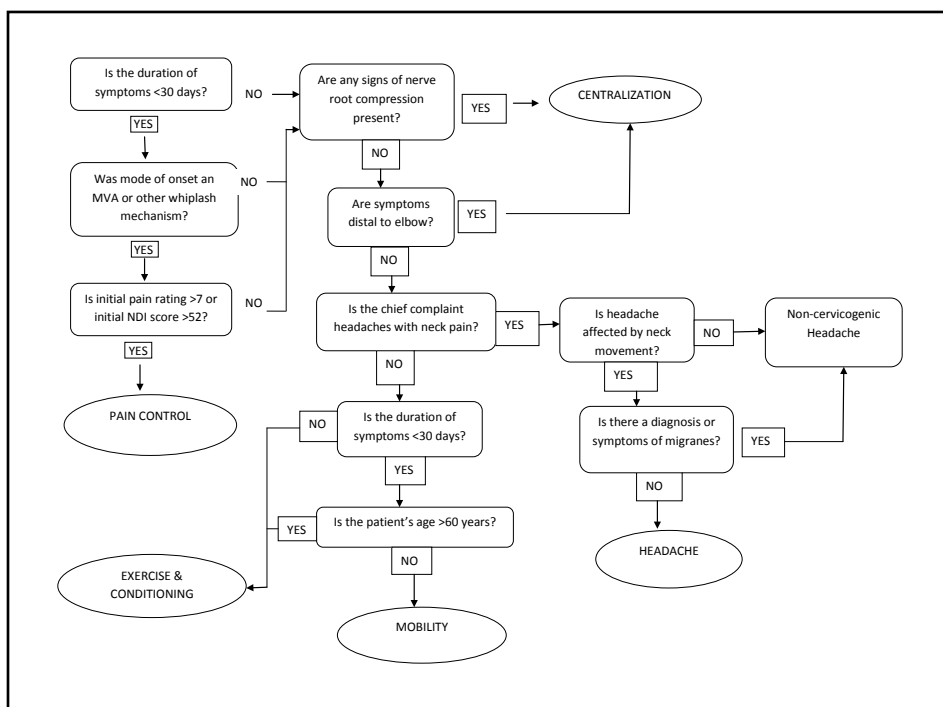 Is the duration of
symptoms <30 days?
NO
YES
Was mode of onset an
MVA or other whiplash
mechanism?
NO
YES
Is initial pain rating >7 or
initial NDI score >52?
NO
YES
PAIN CONTROL
Are any signs of nerve
root compression
present?
YES
CENTRALIZATION
NO
Are symptoms
distal to elbow?
YES
NO
Is the chief complaint
headaches with neck pain?
YES
Is headache
affected by neck
movement?
NO
Non-cervicogenic
Headache
YES
Is there a diagnosis or
symptoms of migranes?
YES
NO
HEADACHE
NO
Is the duration of
symptoms <30 days?
NO
YES
Is the patient's age >60 years?
YES
NO
EXERCISE &
CONDITIONING
MOBILITY